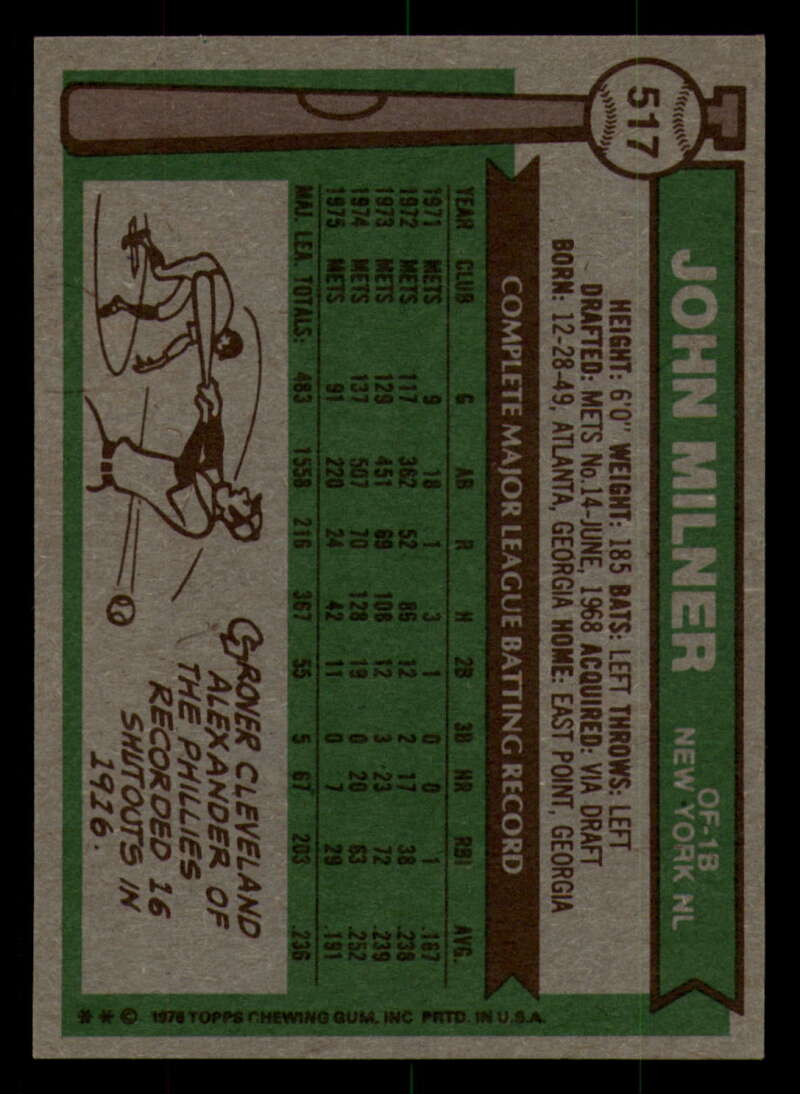 517
JOHN MILNER
OF-1B
NEW YORK NL
HEIGHT: 6'0" WEIGHT: 185 BATS: LEFT THROWS: LEFT
DRAFTED: METS No.14-JUNE, 1968 ACQUIRED: VIA DRAFT
BORN: 12-28-49, ATLANTA, GEORGIA HOME: EAST POINT, GEORGIA
COMPLETE MAJOR LEAGUE BATTING RECORD
YEAR CLUB G AB R H 2B 3B HR RBI AVG.
1971 METS 9 18 1 3 1 0 0 1 .167
1972 METS 117 362 52 86 12 2 17 38 .238
1973 METS 129 451 69 108 12 3 23 72 .239
1974 METS 137 507 70 128 19 0 20 63 .252
1975 METS 91 220 24 42 11 0 7 29 .191
MAJ. LEA. TOTALS: 483 1558 216 367 55 5 67 203 .236
GROVER CLEVELAND
ALEXANDER OF
THE PHILLIES
RECORDED 16
SHUTOUTS IN
1916.
* * © 1976 TOPPS CHEWING GUM, INC PRTD. IN U.S.A.